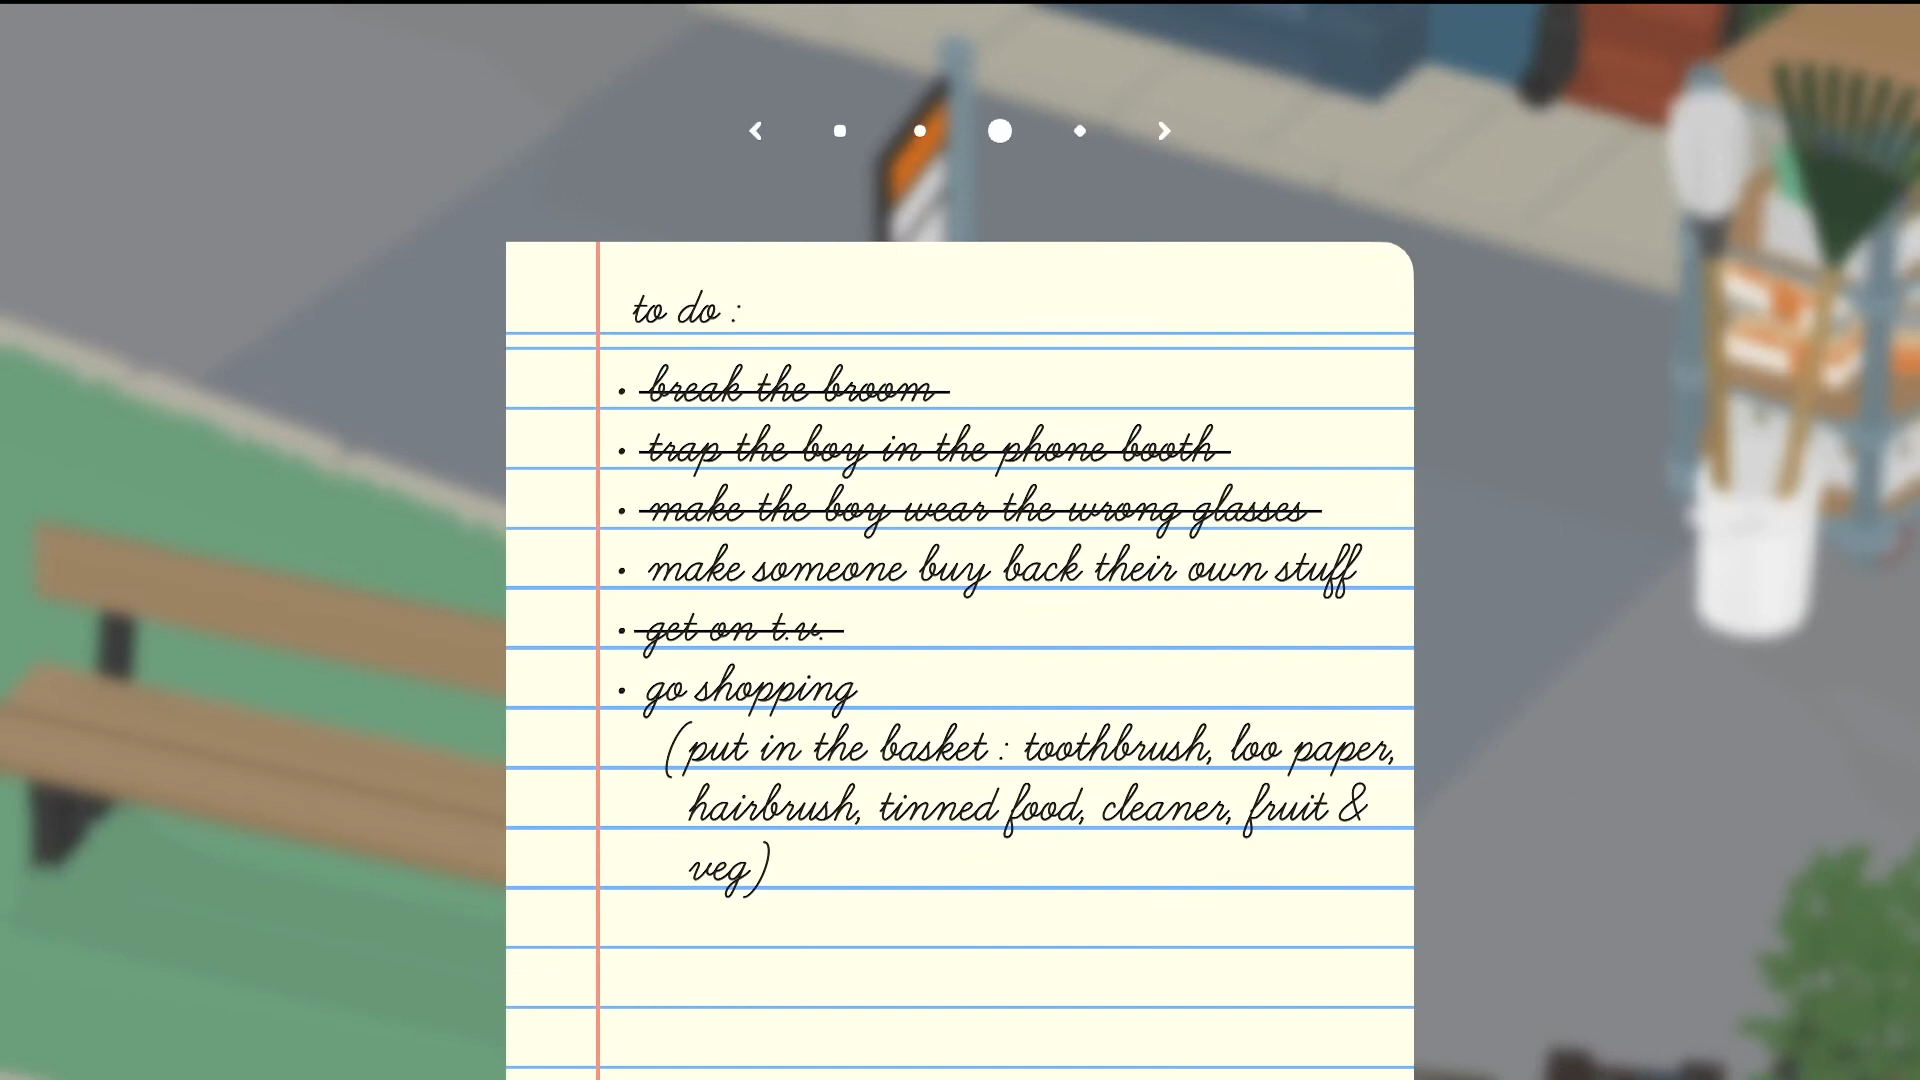 to do :
• break the broom
• trap the boy in the phone booth
• make the boy wear the wrong glasses
• make someone buy back their own stuff
• get on t.v.
• go shopping
(put in the basket : toothbrush, loo paper,
hairbrush, tinned food, cleaner, fruit &
veg)